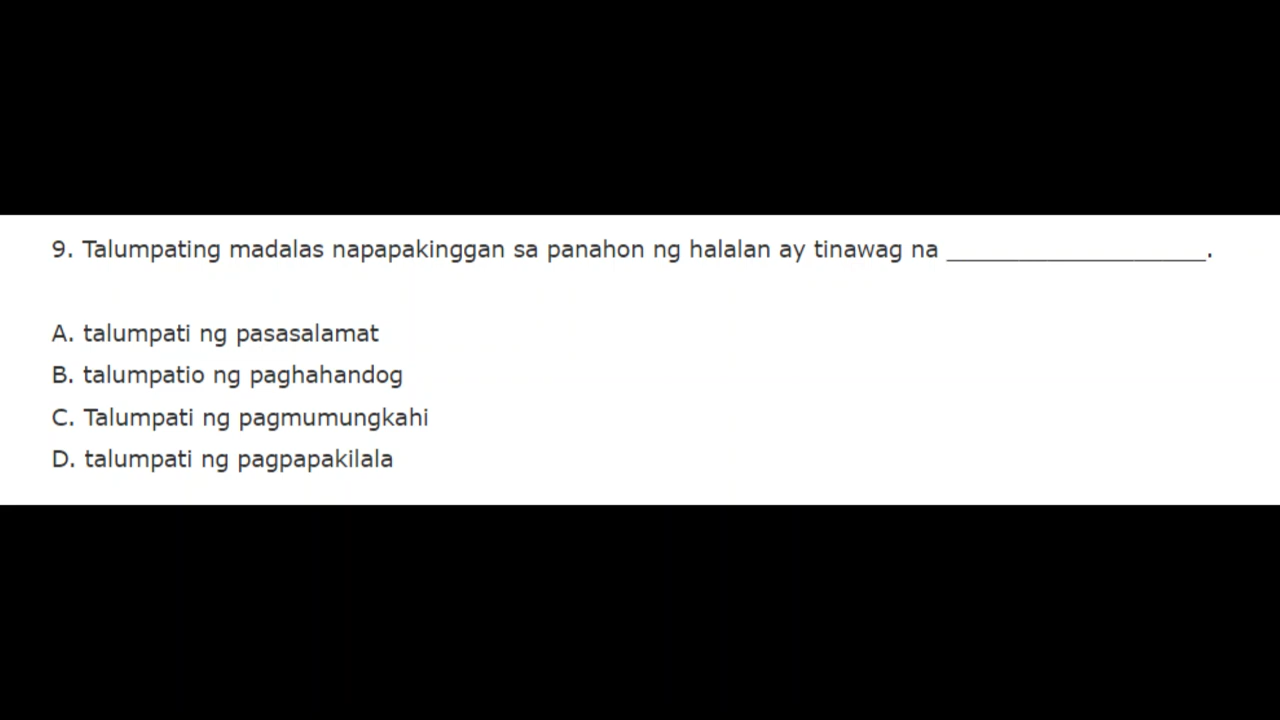 9. Talumpating madalas napapakinggan sa panahon ng halalan ay tinawag na ______________________.
A. talumpati ng pasasalamat
B. talumpatio ng paghahandog
C. Talumpati ng pagmumungkahi
D. talumpati ng pagpapakilala